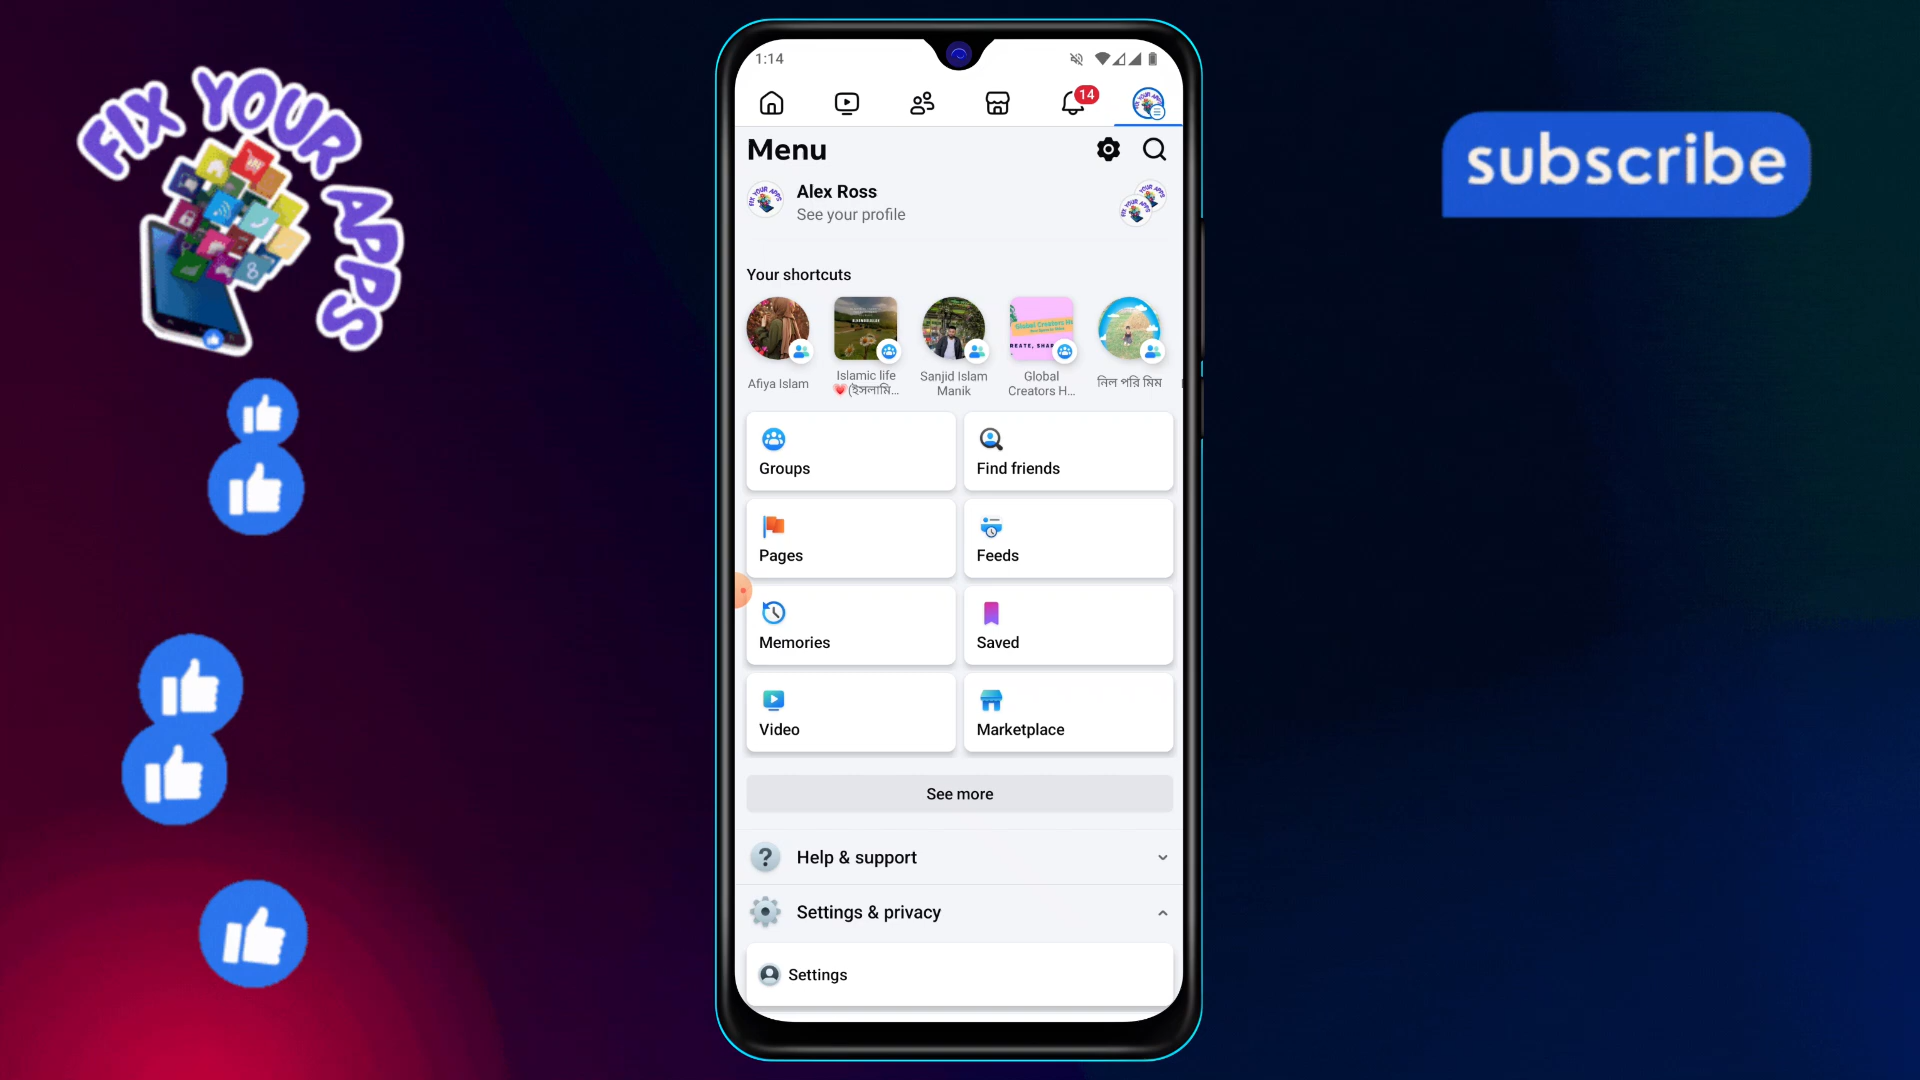 FIX YOUR APPS
subscribe
1:14
14
Menu
Alex Ross
See your profile
Your shortcuts
Afiya Islam
Islamic life
❤️(ইসলামি...
Sanjid Islam
Manik
Global
Creators H...
নিল পরি মিম
Groups
Find friends
Pages
Feeds
Memories
Saved
Video
Marketplace
See more
Help & support
Settings & privacy
Settings